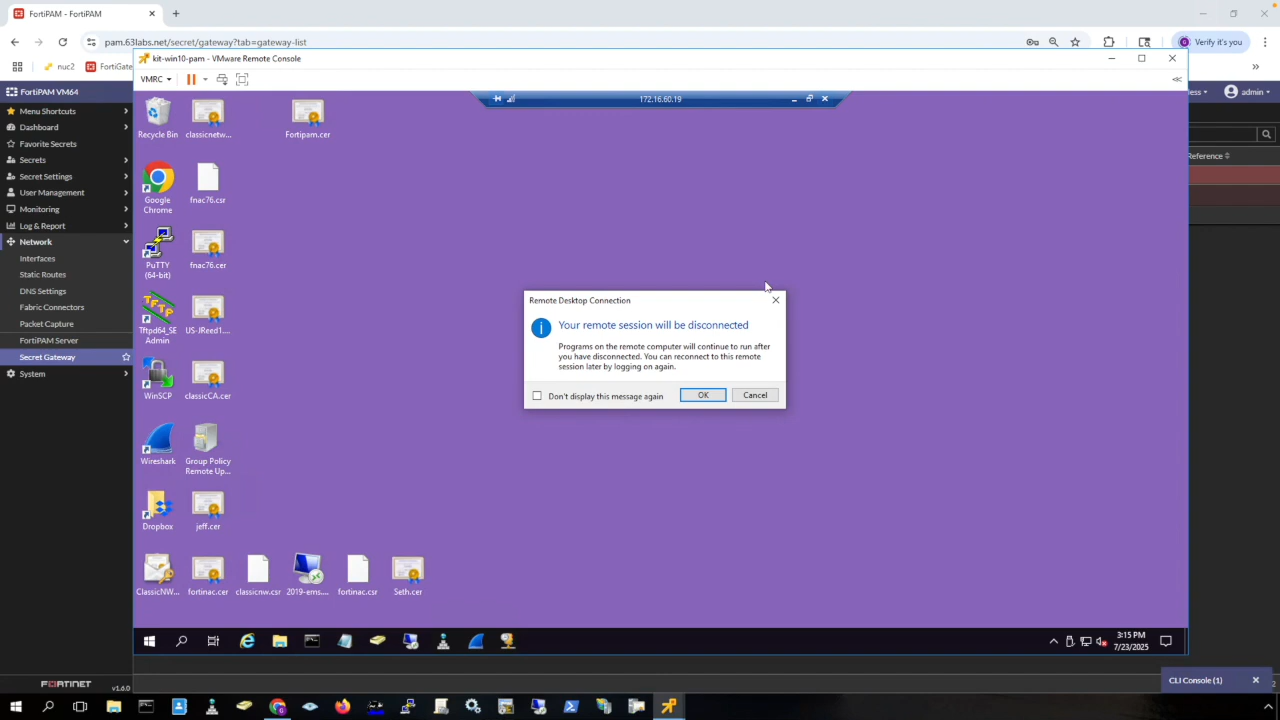 FortiPAM - FortiPAM
pam.63labs.net/secret/gateway?tab=gateway-list
Verify it's you
nuc2
FortiGate
kit-win10-pam - VMware Remote Console
VMRC
172.16.60.19
FortiPAM VM64
admin
Menu Shortcuts
Dashboard
Favorite Secrets
Secrets
Secret Settings
User Management
Monitoring
Log & Report
Network
Interfaces
Static Routes
DNS Settings
Fabric Connectors
Packet Capture
FortiPAM Server
Secret Gateway
System
Reference
Recycle Bin
classicnetw...
Fortipam.cer
Google
Chrome
fnac76.csr
PuTTY
(64-bit)
fnac76.cer
Tftpd64_SE
Admin
US-JReed1....
WinSCP
classicCA.cer
Wireshark
Group Policy
Remote Up...
Dropbox
jeff.cer
ClassicNW...
fortinac.cer
classicnw.csr
2019-ems....
fortinac.csr
Seth.cer
Remote Desktop Connection
Your remote session will be disconnected
Programs on the remote computer will continue to run after
you have disconnected. You can reconnect to this remote
session later by logging on again.
Don't display this message again
OK
Cancel
3:15 PM
7/23/2025
FORTINET
v1.6.0
CLI Console (1)